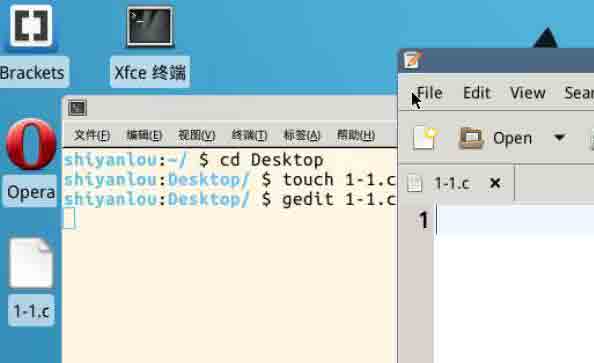 Brackets
Xfce 终端
Opera
1-1.c
文件(F) 编辑(E) 视图(V) 终端(T) 标签(A) 帮助(H)
shiyanlou:~/ $ cd Desktop
shiyanlou:Desktop/ $ touch 1-1.c
shiyanlou:Desktop/ $ gedit 1-1.c
File Edit View Sear
Open
1-1.c ×
1